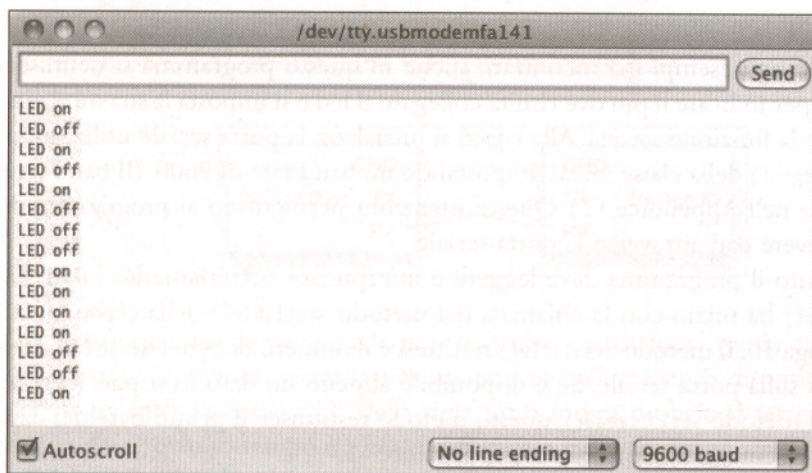 /dev/tty.usbmodemfa141
Send
LED on
LED off
LED on
LED off
LED on
LED off
LED off
LED off
LED on
LED on
LED on
LED on
LED off
LED off
LED on
Autoscroll
No line ending
9600 baud